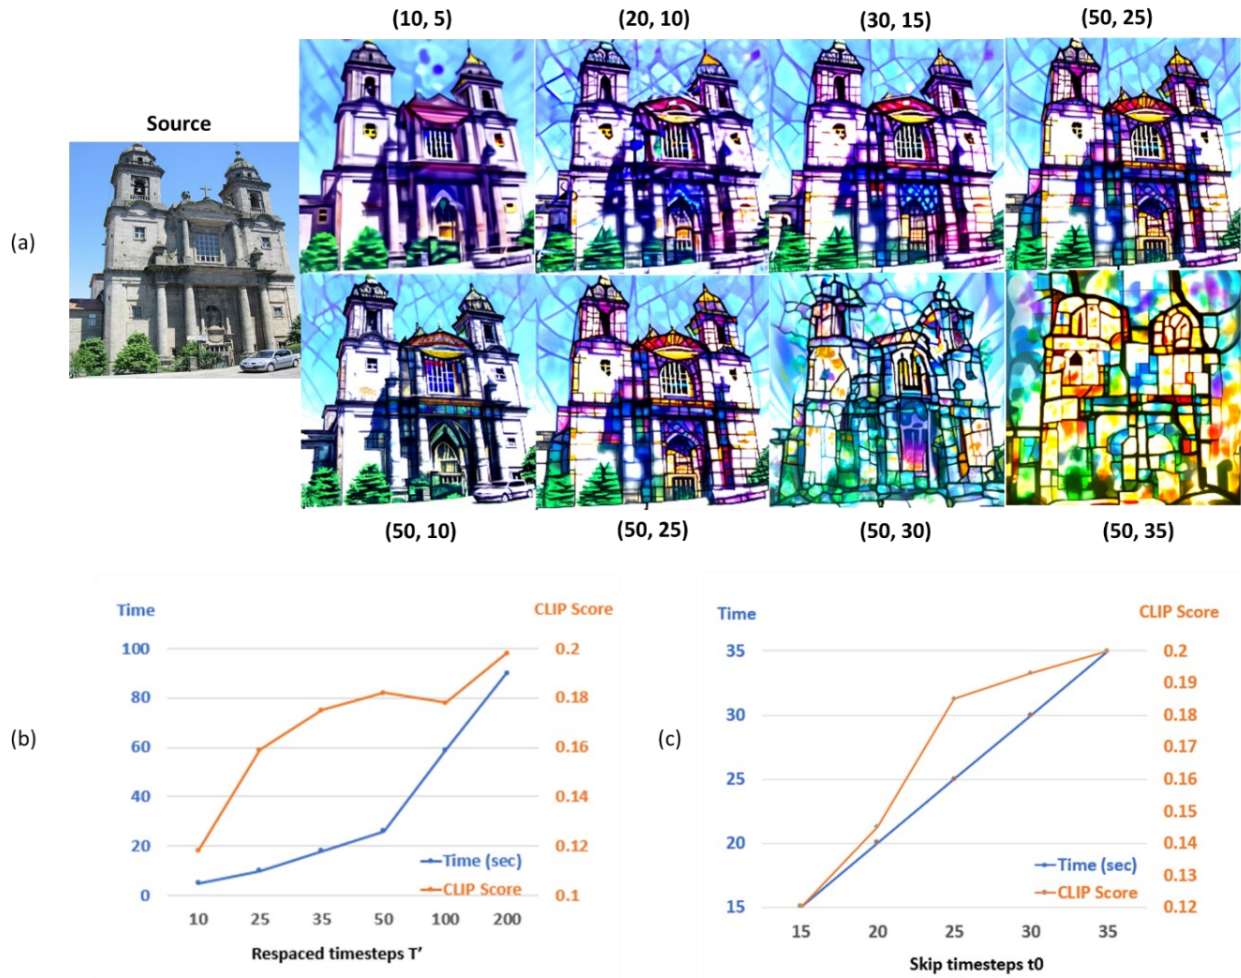 (10, 5) (20, 10) (30, 15) (50, 25)
Source
(a)
(50, 10) (50, 25) (50, 30) (50, 35)
(b)
Time CLIP Score
100 0.2
80 0.18
60 0.16
40 0.14
20 0.12
0 0.1
Time (sec)
CLIP Score
10 25 35 50 100 200
Respaced timesteps T’
(c)
Time CLIP Score
35 0.2
0.19
30 0.18
0.17
25 0.16
0.15
20 0.14
0.13
15 0.12
Time (sec)
CLIP Score
15 20 25 30 35
Skip timesteps t0